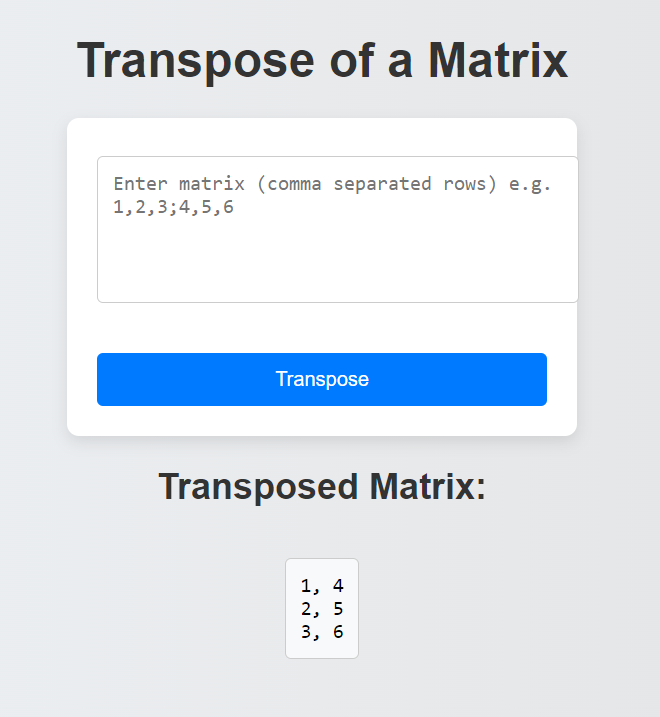 Transpose of a Matrix
Enter matrix (comma separated rows) e.g.
1,2,3;4,5,6
Transpose
Transposed Matrix:
1, 4
2, 5
3, 6